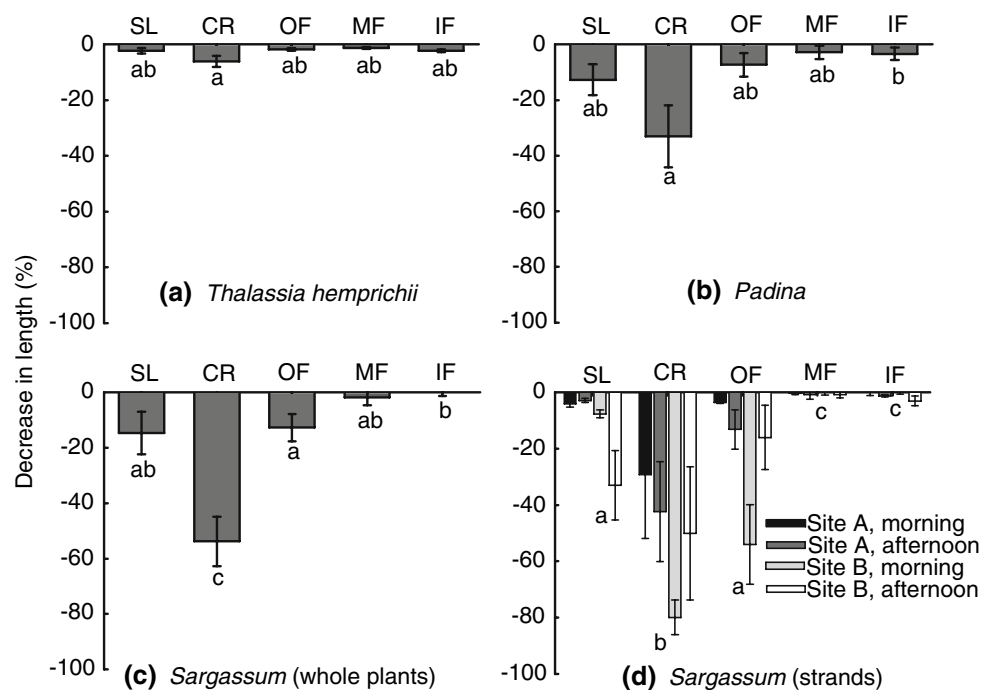 SL CR OF MF IF
0
-20
-40
-60
-80
-100
ab a ab ab ab
(a) Thalassia hemprichii
SL CR OF MF IF
0
-20
-40
-60
-80
-100
ab a ab ab b
(b) Padina
Decrease in length (%)
SL CR OF MF IF
0
-20
-40
-60
-80
-100
ab c a ab b
(c) Sargassum (whole plants)
SL CR OF MF IF
0
-20
-40
-60
-80
-100
a b a c c
Site A, morning
Site A, afternoon
Site B, morning
Site B, afternoon
(d) Sargassum (strands)